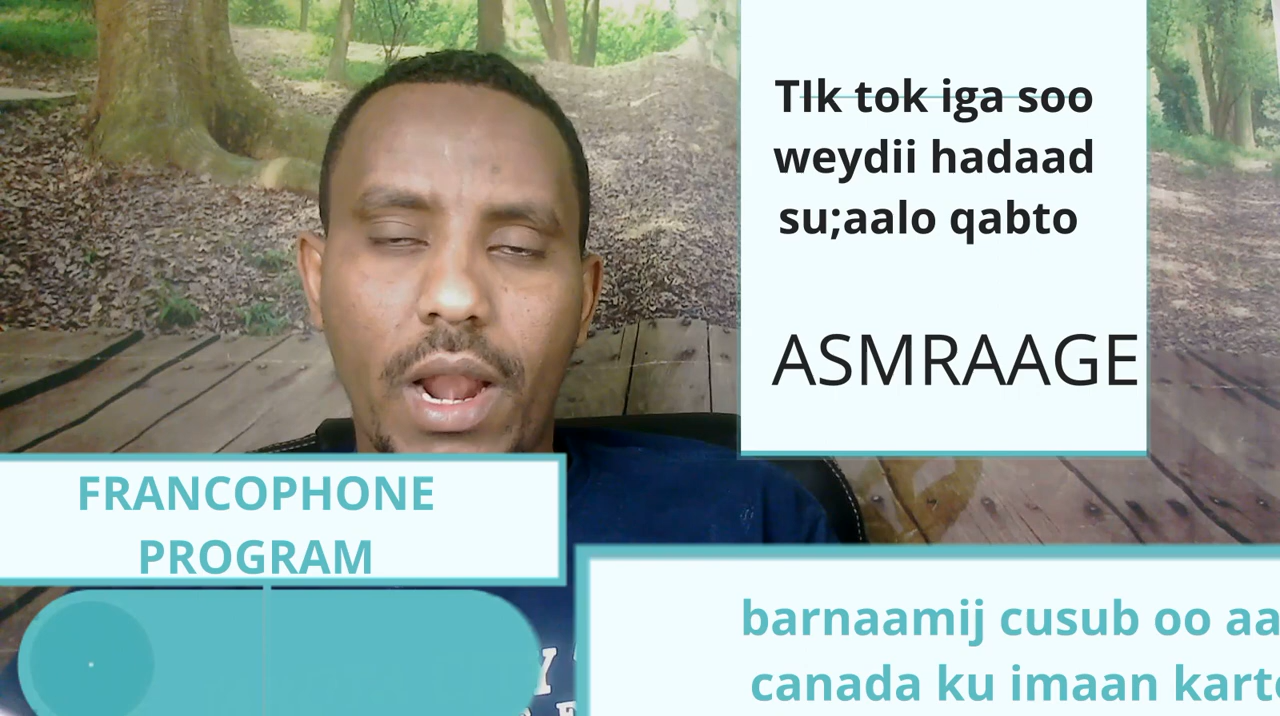 TIk tok iga soo
weydii hadaad
su;aalo qabto
ASMRAAGE
FRANCOPHONE
PROGRAM
barnaamij cusub oo
canada ku imaan